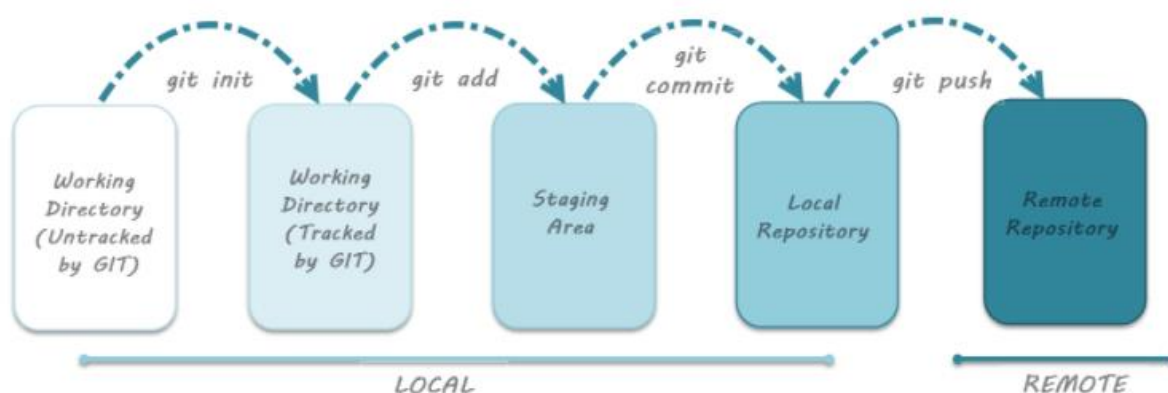 git init
git add
git
commit
git push
Working
Directory
(Untracked
by GIT)
Working
Directory
(Tracked
by GIT)
Staging
Area
Local
Repository
Remote
Repository
LOCAL
REMOTE